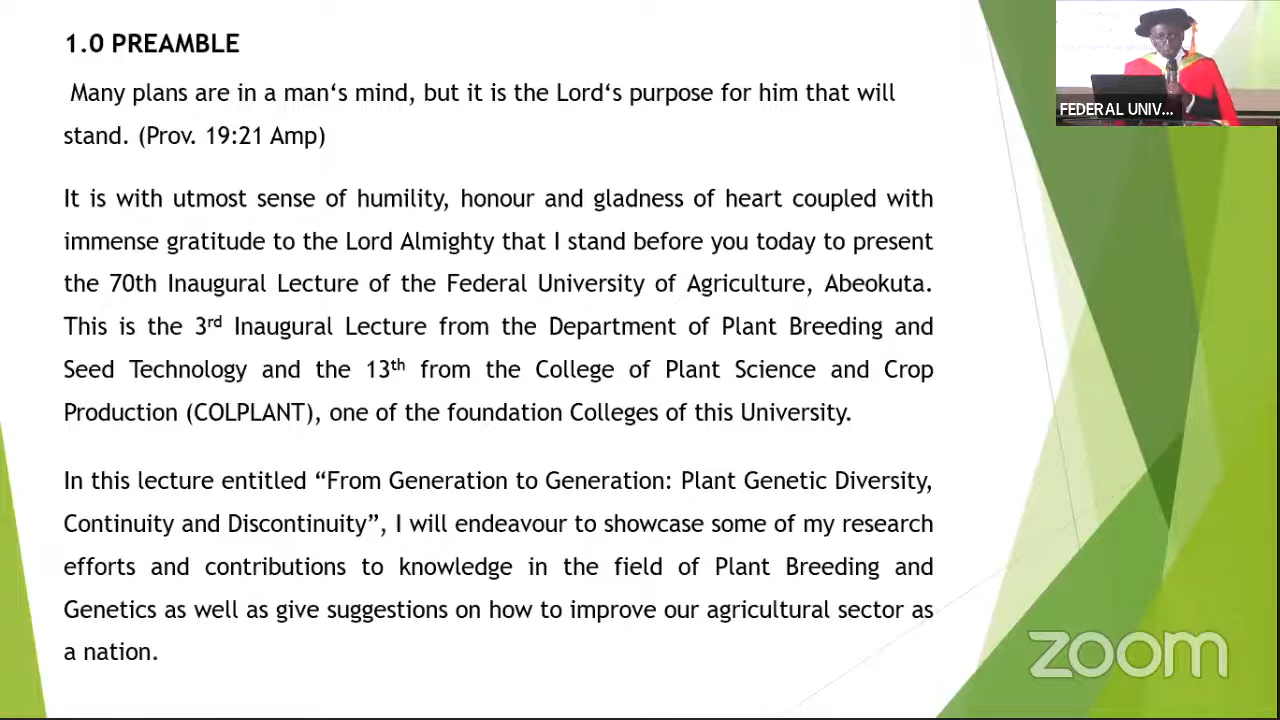 1.0 PREAMBLE
Many plans are in a man‘s mind, but it is the Lord‘s purpose for him that will
stand. (Prov. 19:21 Amp)
It is with utmost sense of humility, honour and gladness of heart coupled with
immense gratitude to the Lord Almighty that I stand before you today to present
the 70th Inaugural Lecture of the Federal University of Agriculture, Abeokuta.
This is the 3rd Inaugural Lecture from the Department of Plant Breeding and
Seed Technology and the 13th from the College of Plant Science and Crop
Production (COLPLANT), one of the foundation Colleges of this University.
In this lecture entitled “From Generation to Generation: Plant Genetic Diversity,
Continuity and Discontinuity”, I will endeavour to showcase some of my research
efforts and contributions to knowledge in the field of Plant Breeding and
Genetics as well as give suggestions on how to improve our agricultural sector as
a nation.
FEDERAL UNIV...
zoom